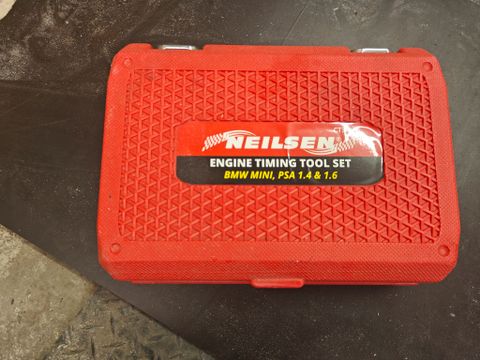 NEILSEN
ENGINE TIMING TOOL SET
BMW MINI, PSA 1.4 & 1.6